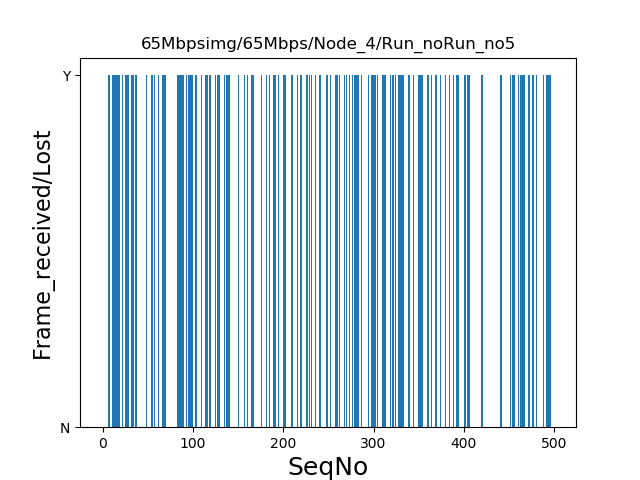 65Mbpsimg/65Mbps/Node_4/Run_noRun_no5
Y
Frame_received/Lost
N
0 100 200 300 400 500
SeqNo